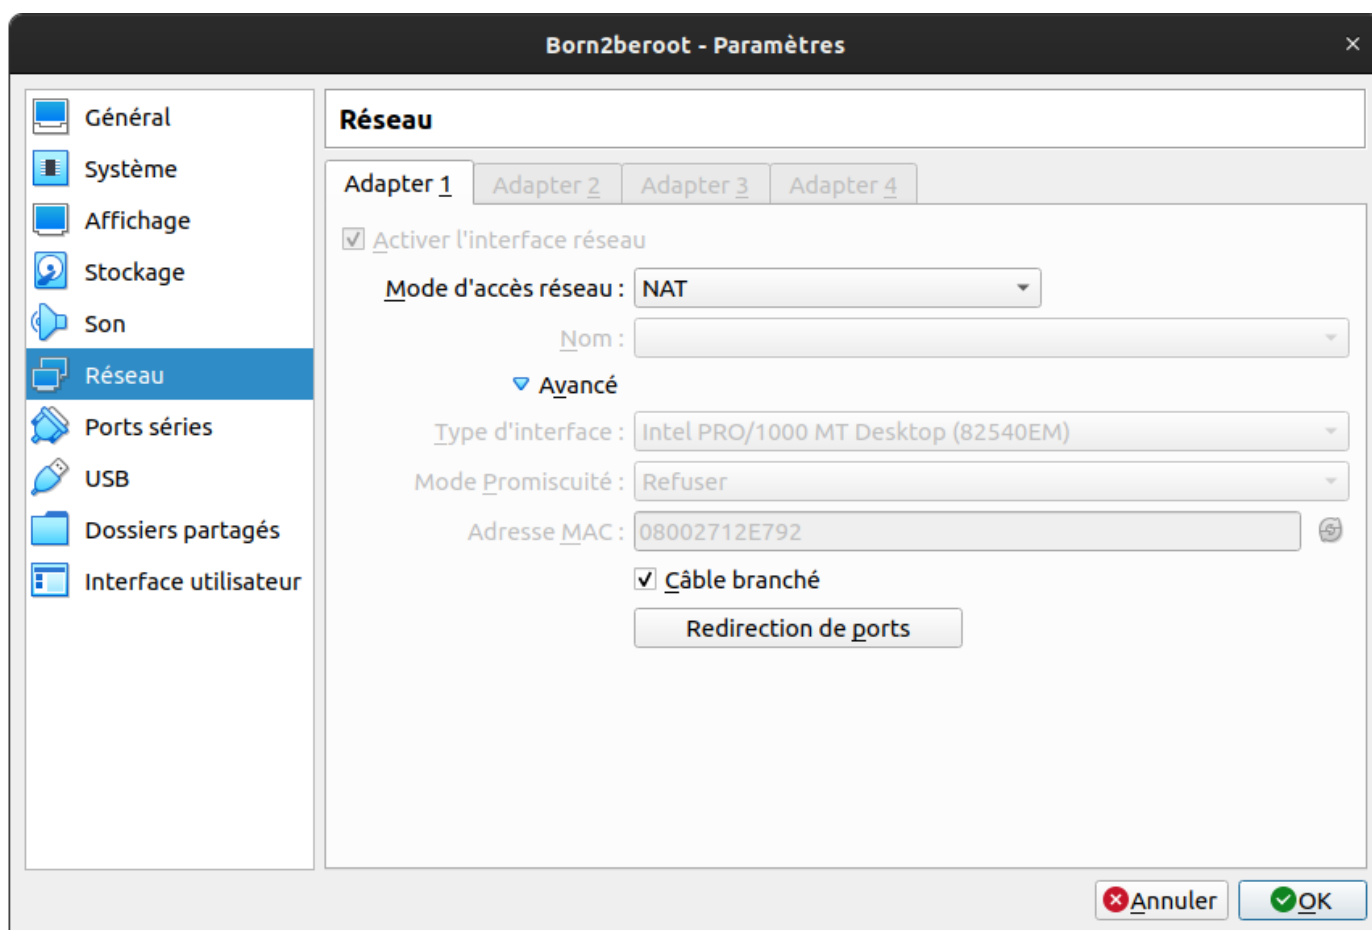 Born2beroot - Paramètres
Général
Système
Affichage
Stockage
Son
Réseau
Ports séries
USB
Dossiers partagés
Interface utilisateur
Réseau
Adapter 1 Adapter 2 Adapter 3 Adapter 4
Activer l'interface réseau
Mode d'accès réseau : NAT
Nom :
Avancé
Type d'interface : Intel PRO/1000 MT Desktop (82540EM)
Mode Promiscuité : Refuser
Adresse MAC : 08002712E792
Câble branché
Redirection de ports
Annuler OK